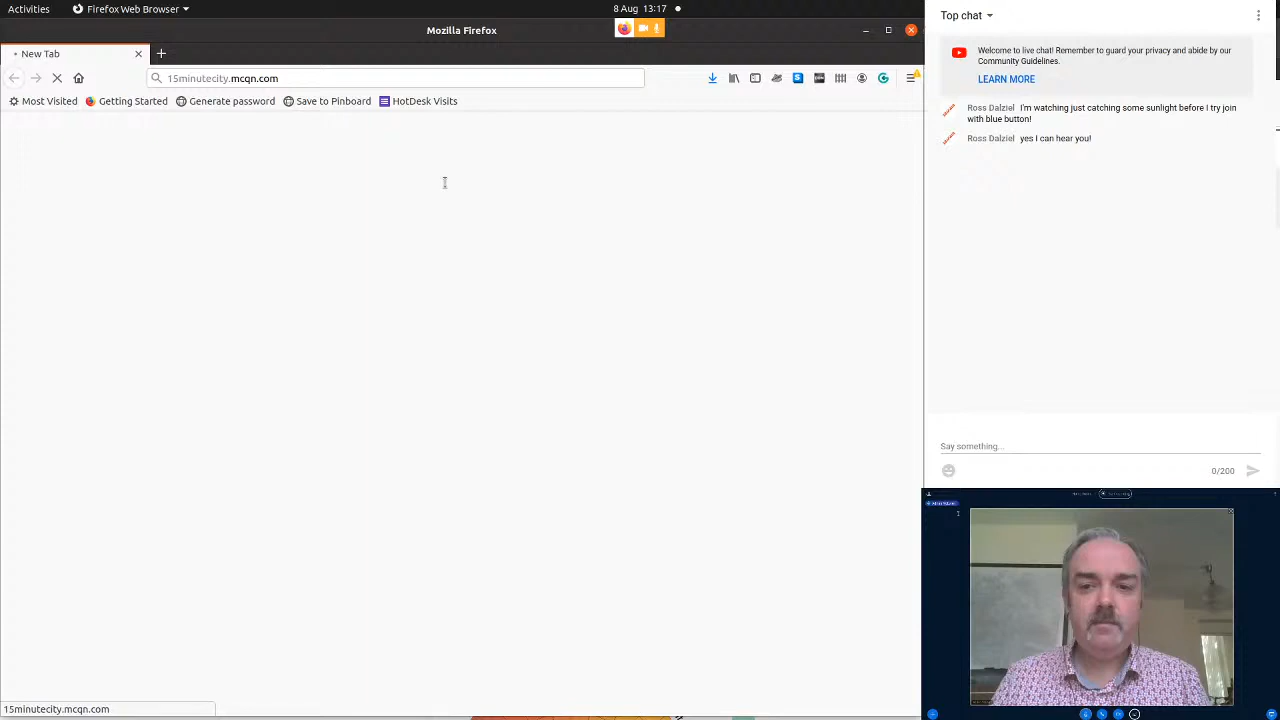 Activities
Firefox Web Browser
8 Aug 13:17
Mozilla Firefox
New Tab
15minutecity.mcqn.com
Most Visited
Getting Started
Generate password
Save to Pinboard
HotDesk Visits
15minutecity.mcqn.com
Top chat
Welcome to live chat! Remember to guard your privacy and abide by our
Community Guidelines.
LEARN MORE
Ross Dalziel I'm watching just catching some sunlight before I try join
with blue button!
Ross Dalziel yes I can hear you!
Say something...
0/200